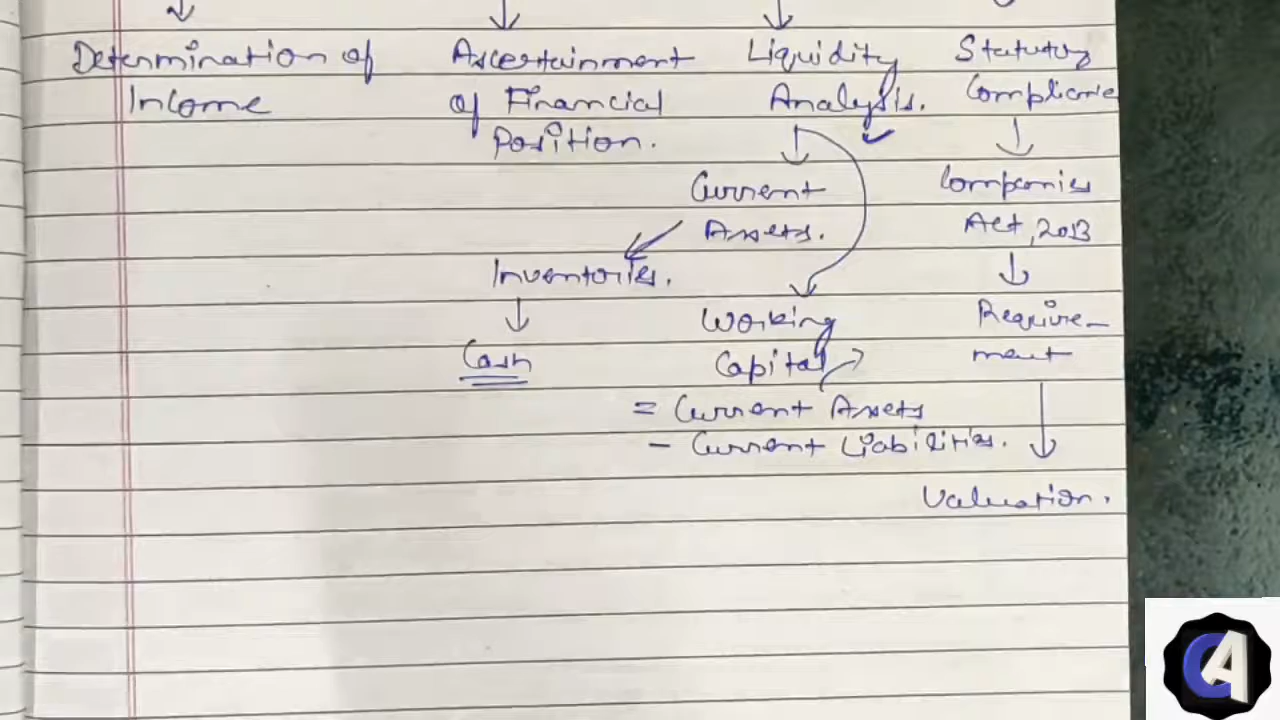 Determination of
Income
Ascertainment
of Financial
Position.
Liquidity
Analysis.
Current
Assets.
Inventories.
Cash
Working
Capital
= Current Assets
- Current Liabilities.
Statutory
Compliance
Companies
Act, 2013
Require-
ment
Valuation.
CA